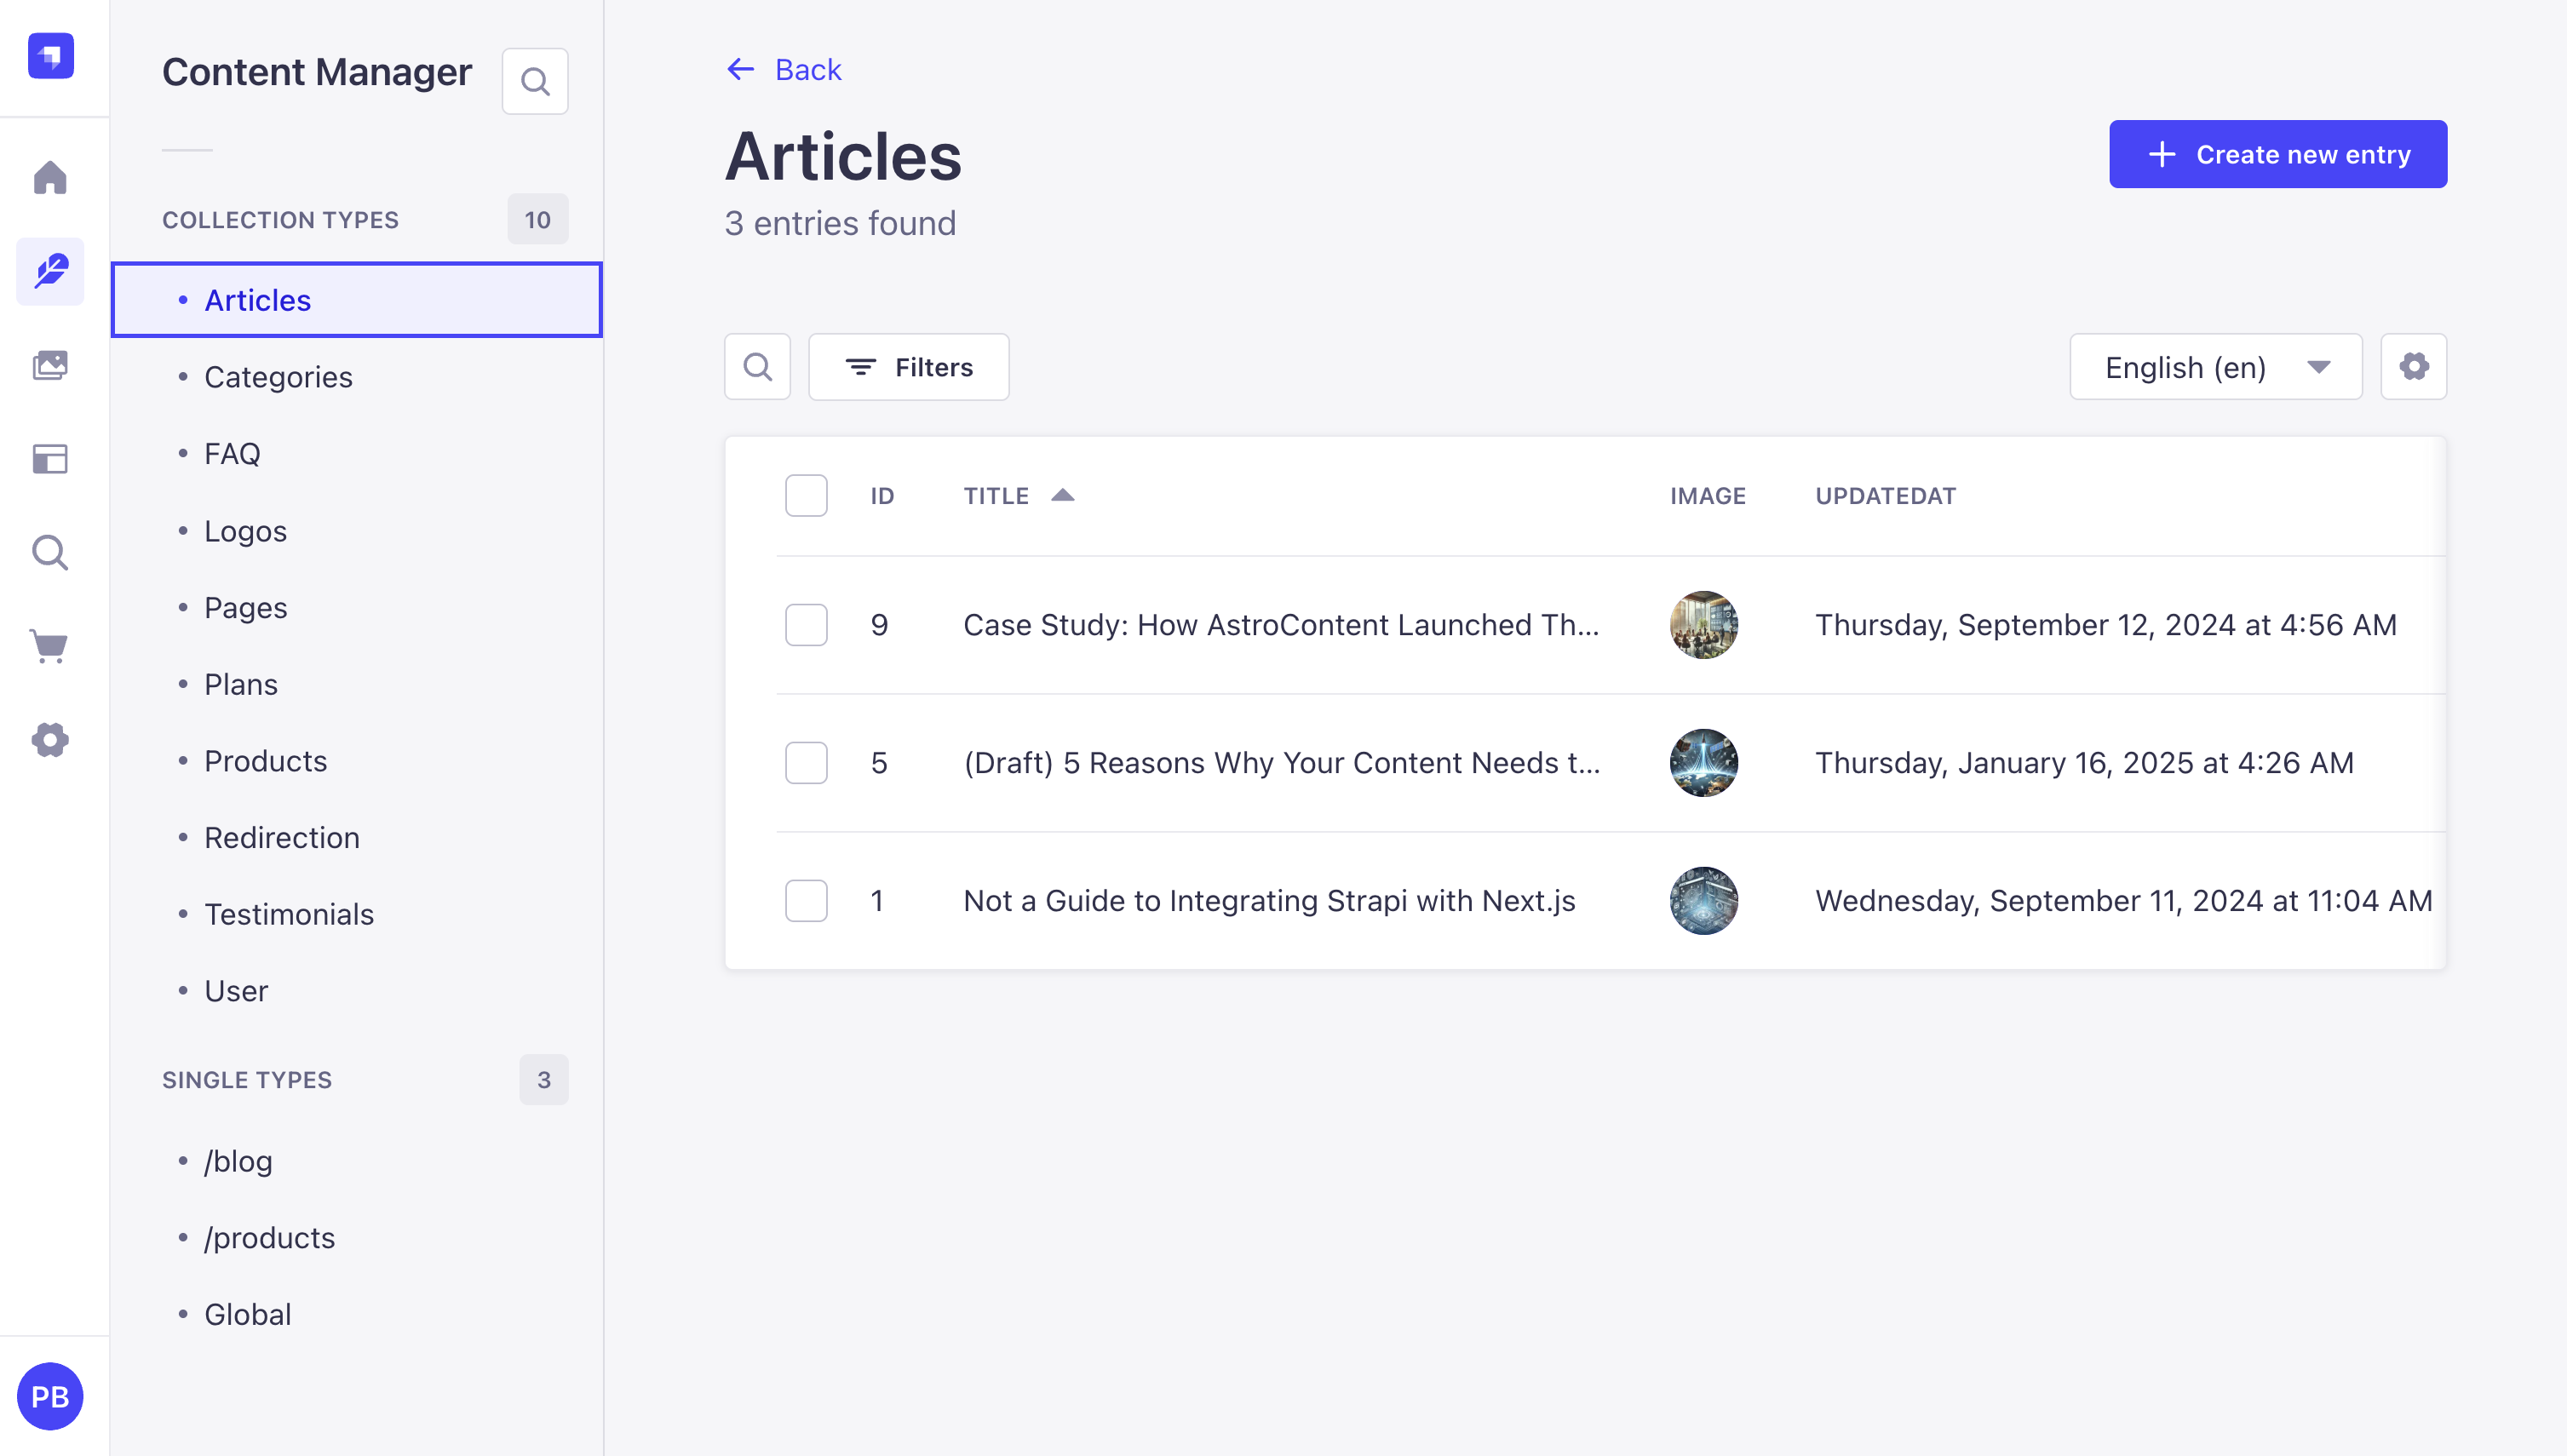 Content Manager
COLLECTION TYPES 10
Articles
Categories
FAQ
Logos
Pages
Plans
Products
Redirection
Testimonials
User
SINGLE TYPES 3
/blog
/products
Global
PB
Back
Articles
3 entries found
Create new entry
Filters
English (en)
ID TITLE IMAGE UPDATEDAT
9 Case Study: How AstroContent Launched Th... Thursday, September 12, 2024 at 4:56 AM
5 (Draft) 5 Reasons Why Your Content Needs t... Thursday, January 16, 2025 at 4:26 AM
1 Not a Guide to Integrating Strapi with Next.js Wednesday, September 11, 2024 at 11:04 AM